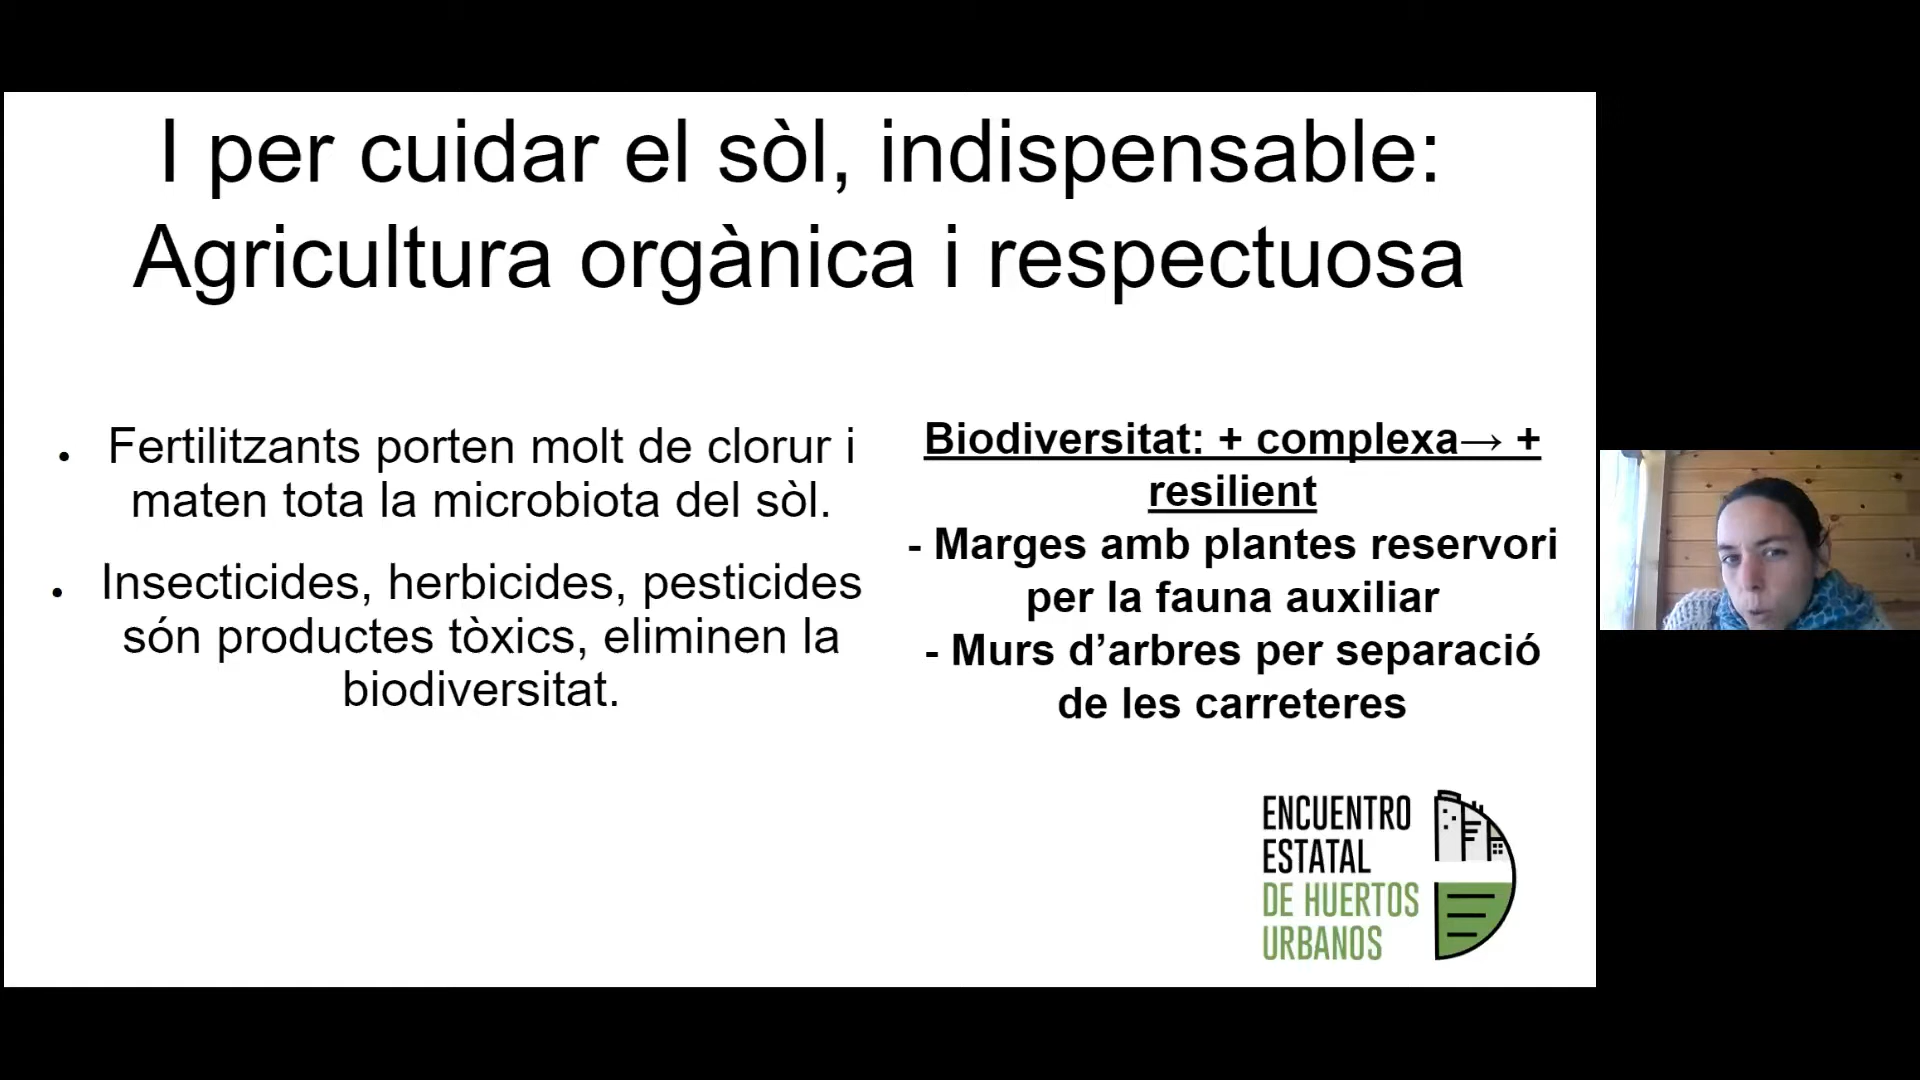 I per cuidar el sòl, indispensable:
Agricultura orgànica i respectuosa
• Fertilitzants porten molt de clorur i
maten tota la microbiota del sòl.
• Insecticides, herbicides, pesticides
són productes tòxics, eliminen la
biodiversitat.
Biodiversitat: + complexa→ +
resilient
- Marges amb plantes reservori
per la fauna auxiliar
- Murs d’arbres per separació
de les carreteres
ENCUENTRO
ESTATAL
DE HUERTOS
URBANOS